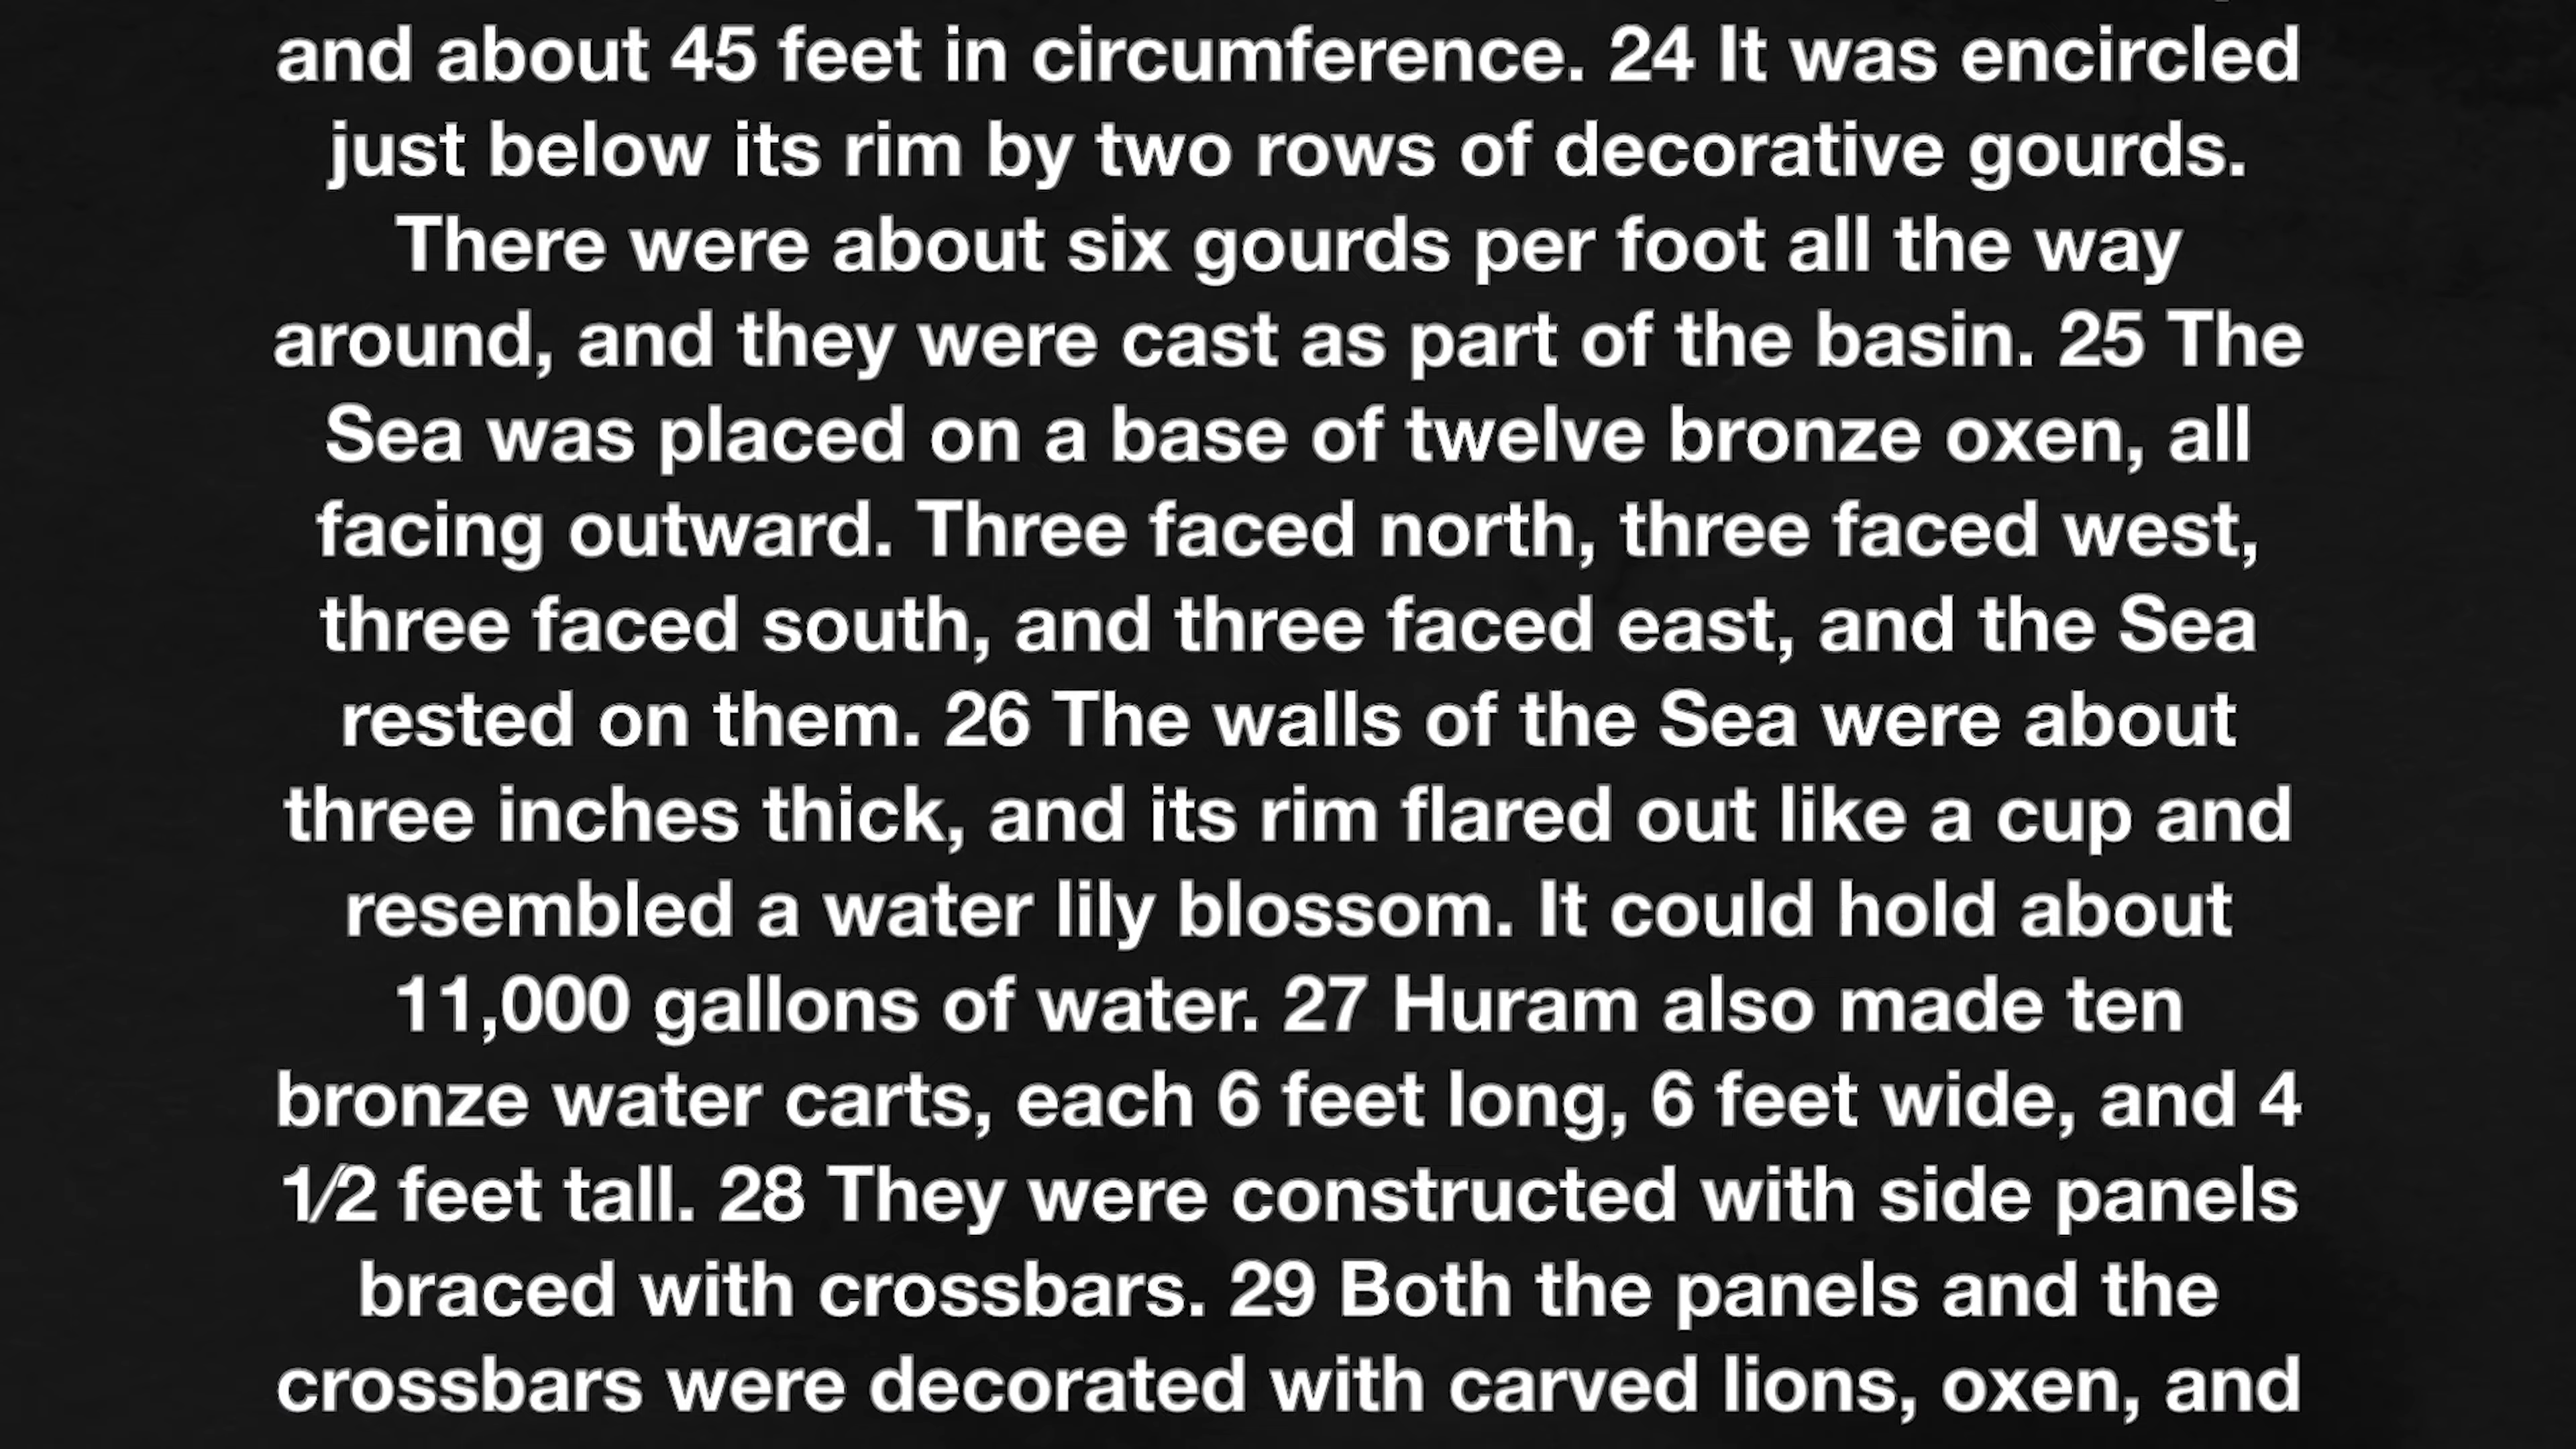 and about 45 feet in circumference. 24 It was encircled
just below its rim by two rows of decorative gourds.
There were about six gourds per foot all the way
around, and they were cast as part of the basin. 25 The
Sea was placed on a base of twelve bronze oxen, all
facing outward. Three faced north, three faced west,
three faced south, and three faced east, and the Sea
rested on them. 26 The walls of the Sea were about
three inches thick, and its rim flared out like a cup and
resembled a water lily blossom. It could hold about
11,000 gallons of water. 27 Huram also made ten
bronze water carts, each 6 feet long, 6 feet wide, and 4
1⁄2 feet tall. 28 They were constructed with side panels
braced with crossbars. 29 Both the panels and the
crossbars were decorated with carved lions, oxen, and